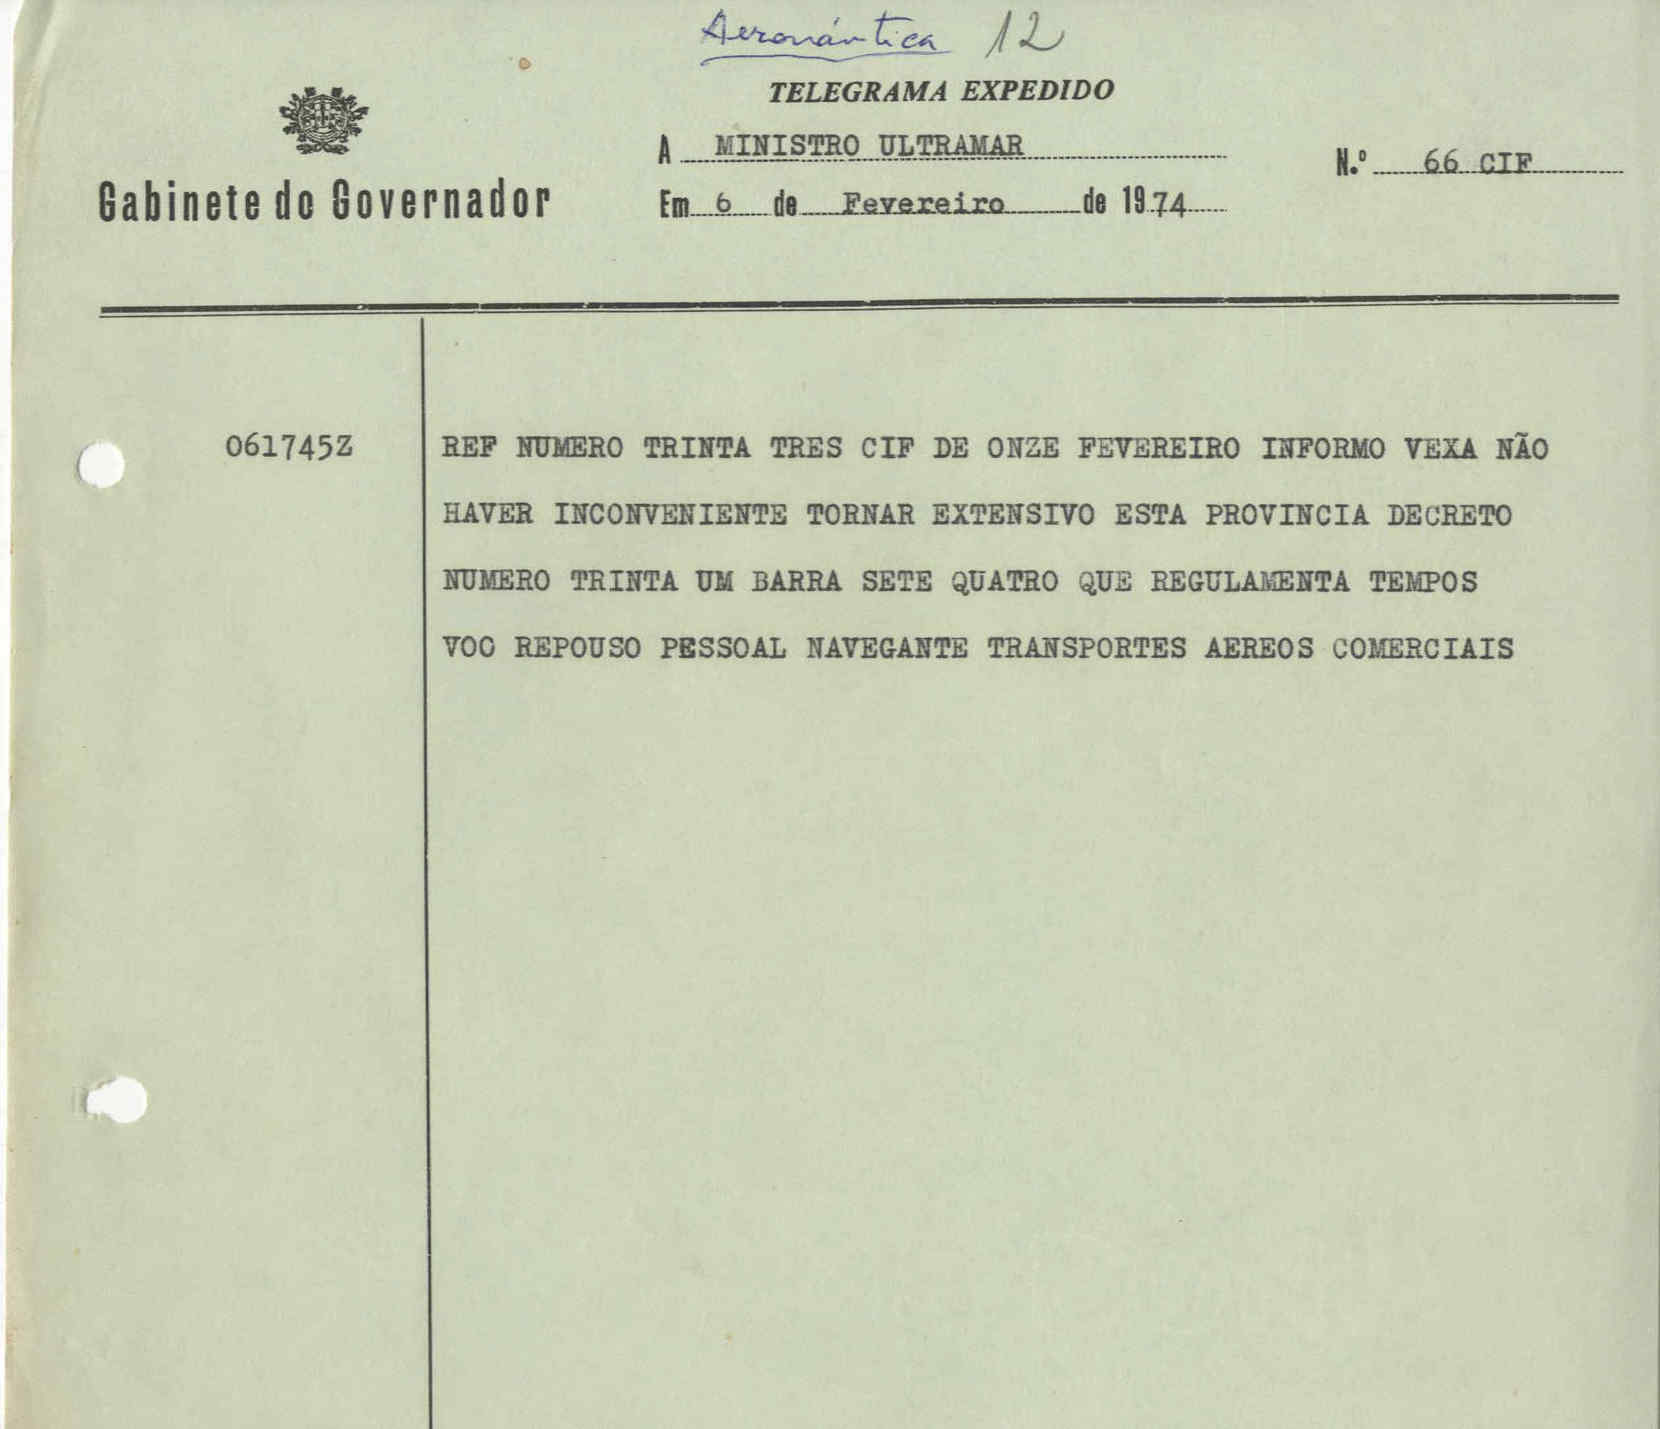 Aeronáutica 12
TELEGRAMA EXPEDIDO
A MINISTRO ULTRAMAR
N.º 66 CIF
Gabinete do Governador
Em 6 de Fevereiro de 1974
061745Z
REF NUMERO TRINTA TRES CIF DE ONZE FEVEREIRO INFORMO VEXA NÃO
HAVER INCONVENIENTE TORNAR EXTENSIVO ESTA PROVINCIA DECRETO
NUMERO TRINTA UM BARRA SETE QUATRO QUE REGULAMENTA TEMPOS
VOO REPOUSO PESSOAL NAVEGANTE TRANSPORTES AEREOS COMERCIAIS